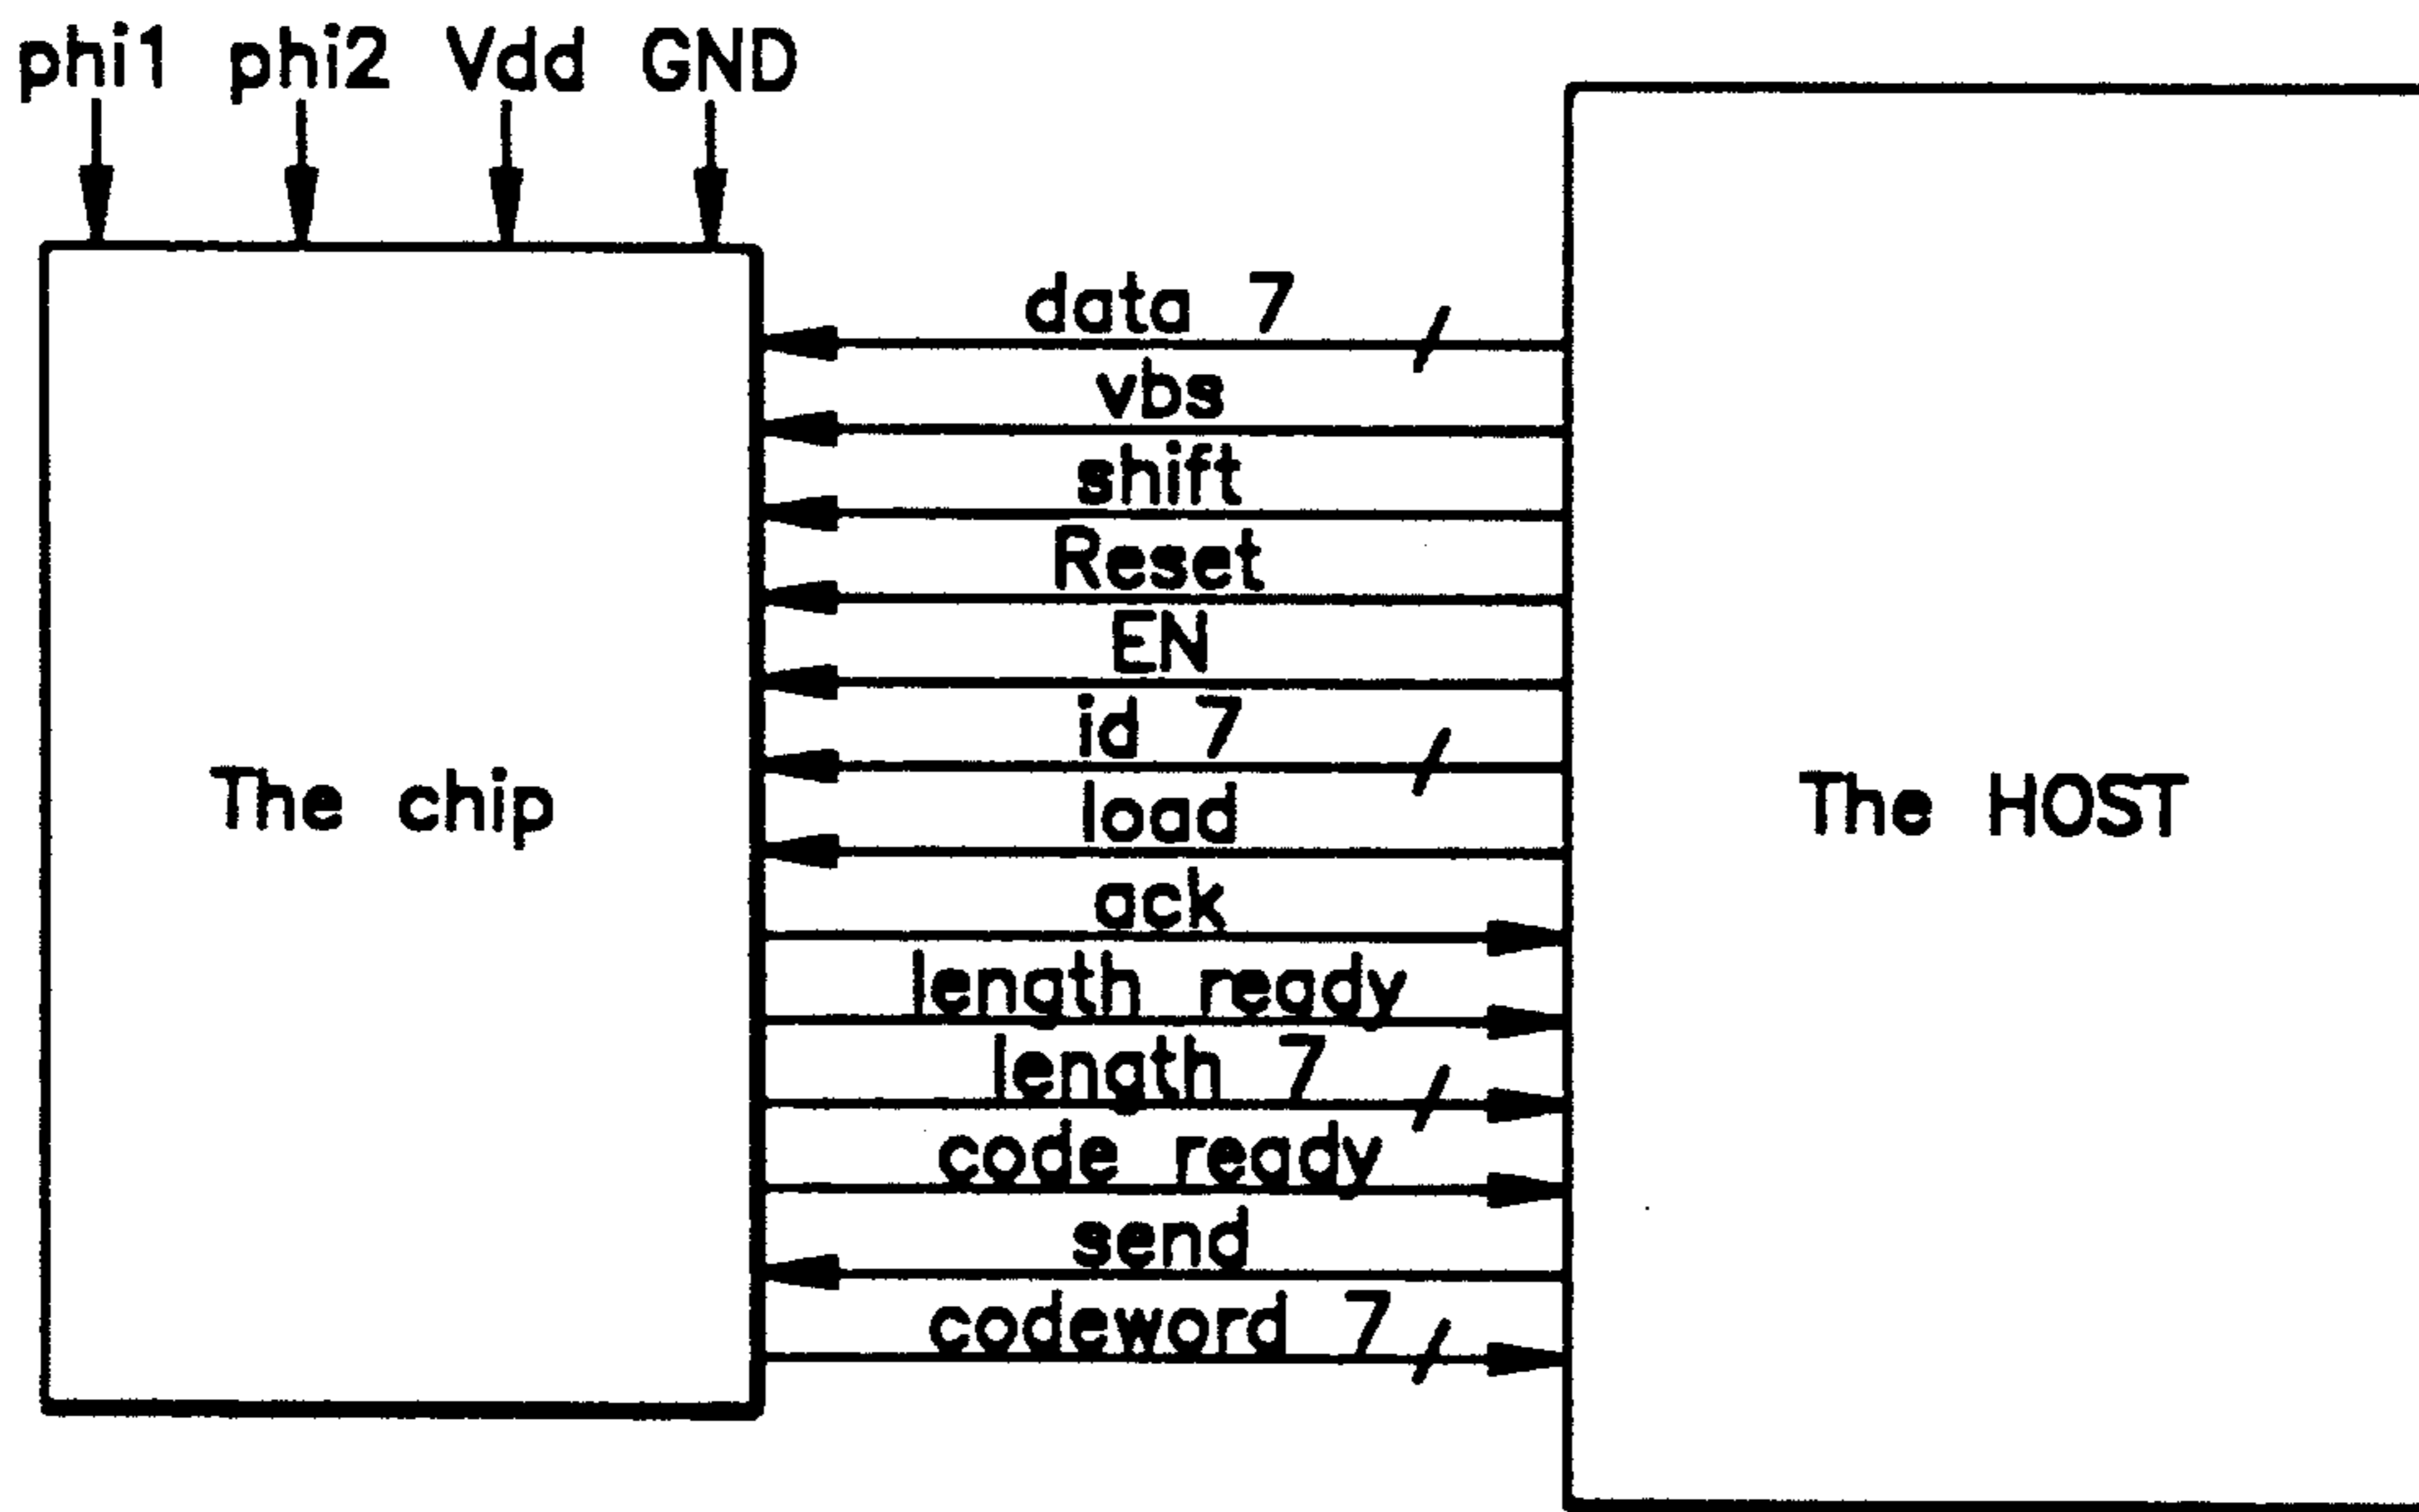 phi1 phi2 Vdd GND
data 7
vbs
shift
Reset
EN
id 7
The chip
The HOST
load
ack
length ready
length 7
code ready
send
codeword 7